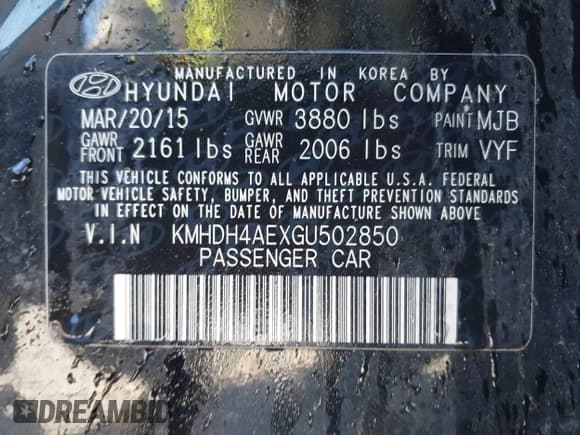 MANUFACTURED IN KOREA BY
HYUNDAI MOTOR COMPANY
MAR/20/15 GVWR 3880 lbs PAINT MJB
GAWR FRONT 2161 lbs GAWR REAR 2006 lbs TRIM VYF
THIS VEHICLE CONFORMS TO ALL APPLICABLE U.S.A. FEDERAL
MOTOR VEHICLE SAFETY, BUMPER, AND THEFT PREVENTION STANDARDS
IN EFFECT ON THE DATE OF MANUFACTURE SHOWN ABOVE
V.I.N KMHDH4AEXGU502850
PASSENGER CAR
DREAMBID